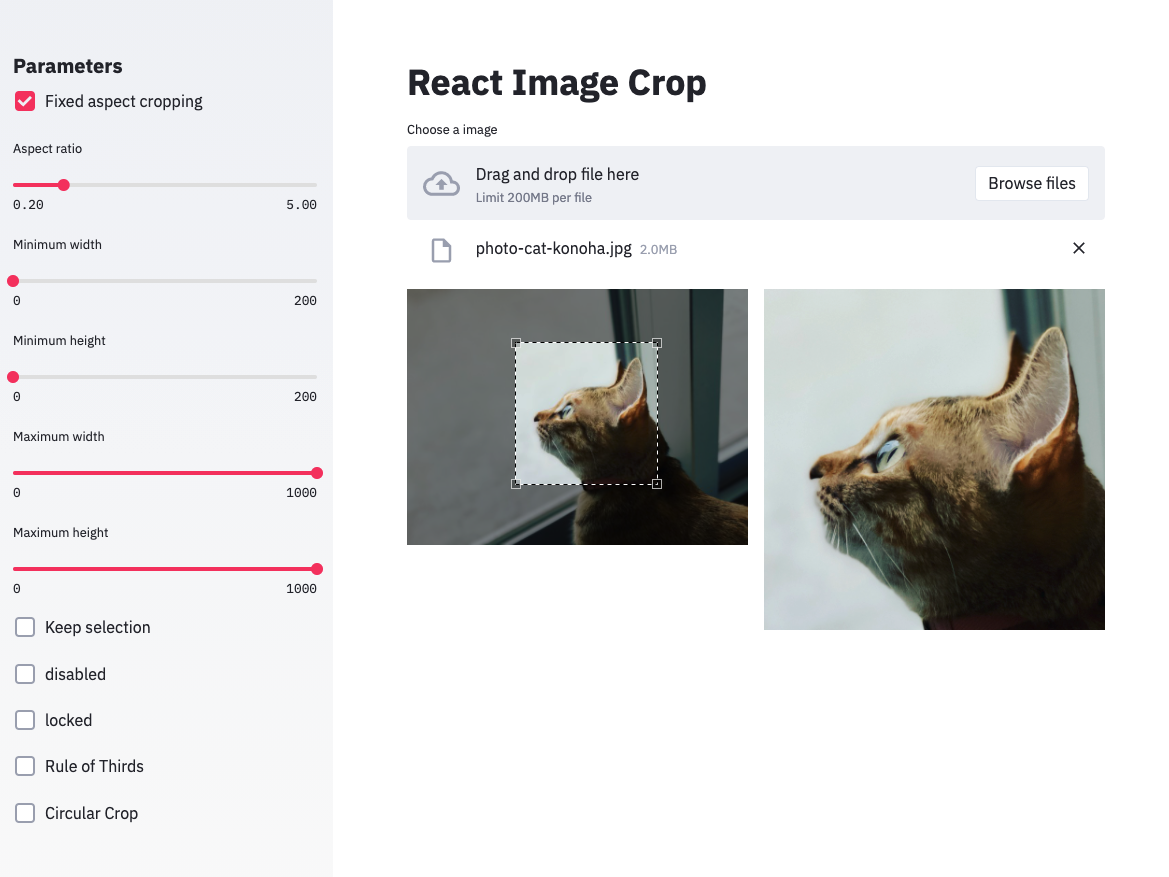 Parameters
Fixed aspect cropping
Aspect ratio
0.20 5.00
Minimum width
0 200
Minimum height
0 200
Maximum width
0 1000
Maximum height
0 1000
Keep selection
disabled
locked
Rule of Thirds
Circular Crop
React Image Crop
Choose a image
Drag and drop file here
Limit 200MB per file
Browse files
photo-cat-konoha.jpg 2.0MB